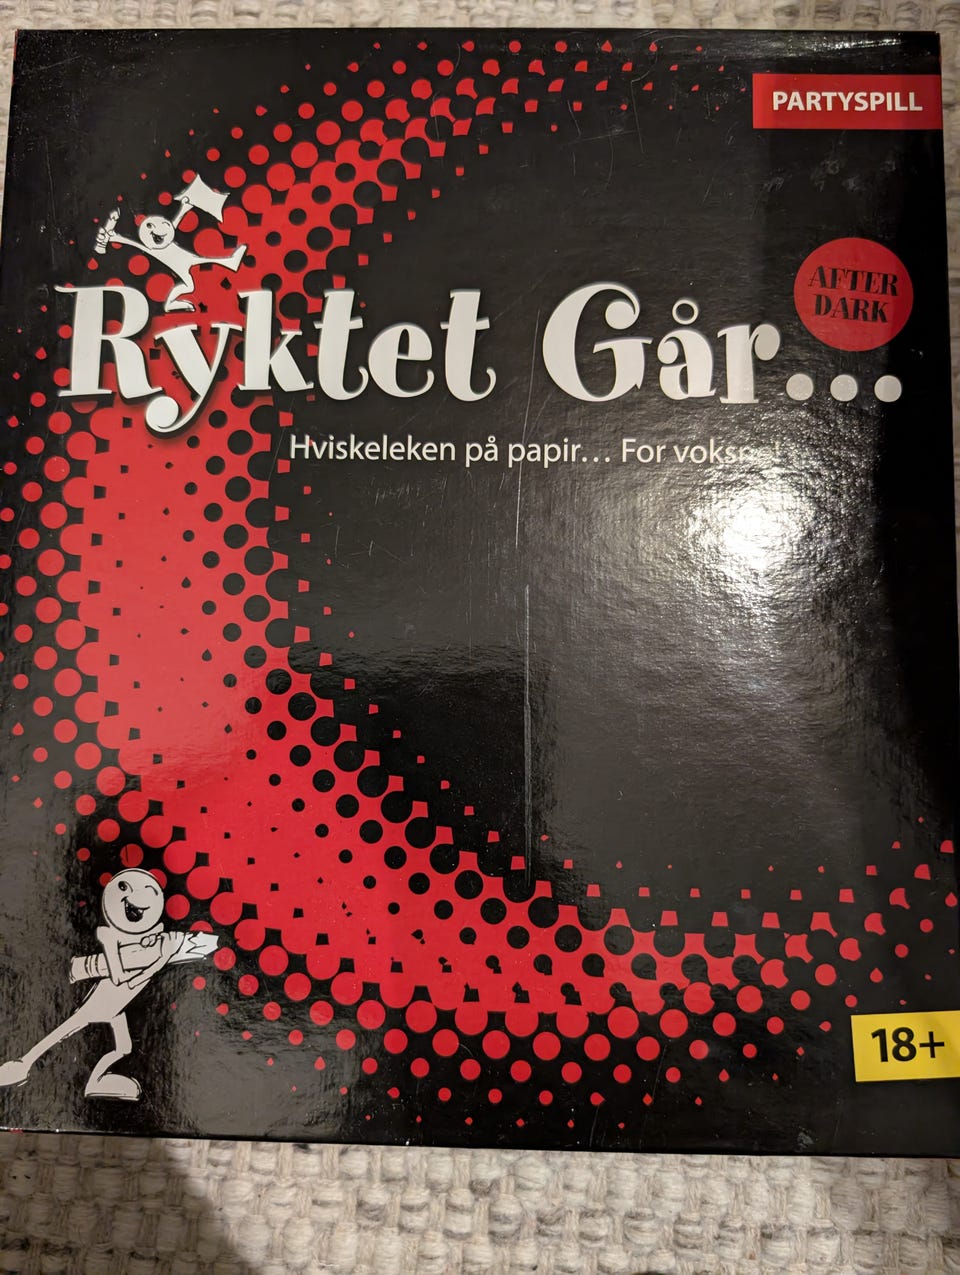 PARTYSPILL
AFTER
DARK
Ryktet Går...
Hviskeleken på papir... For
18+